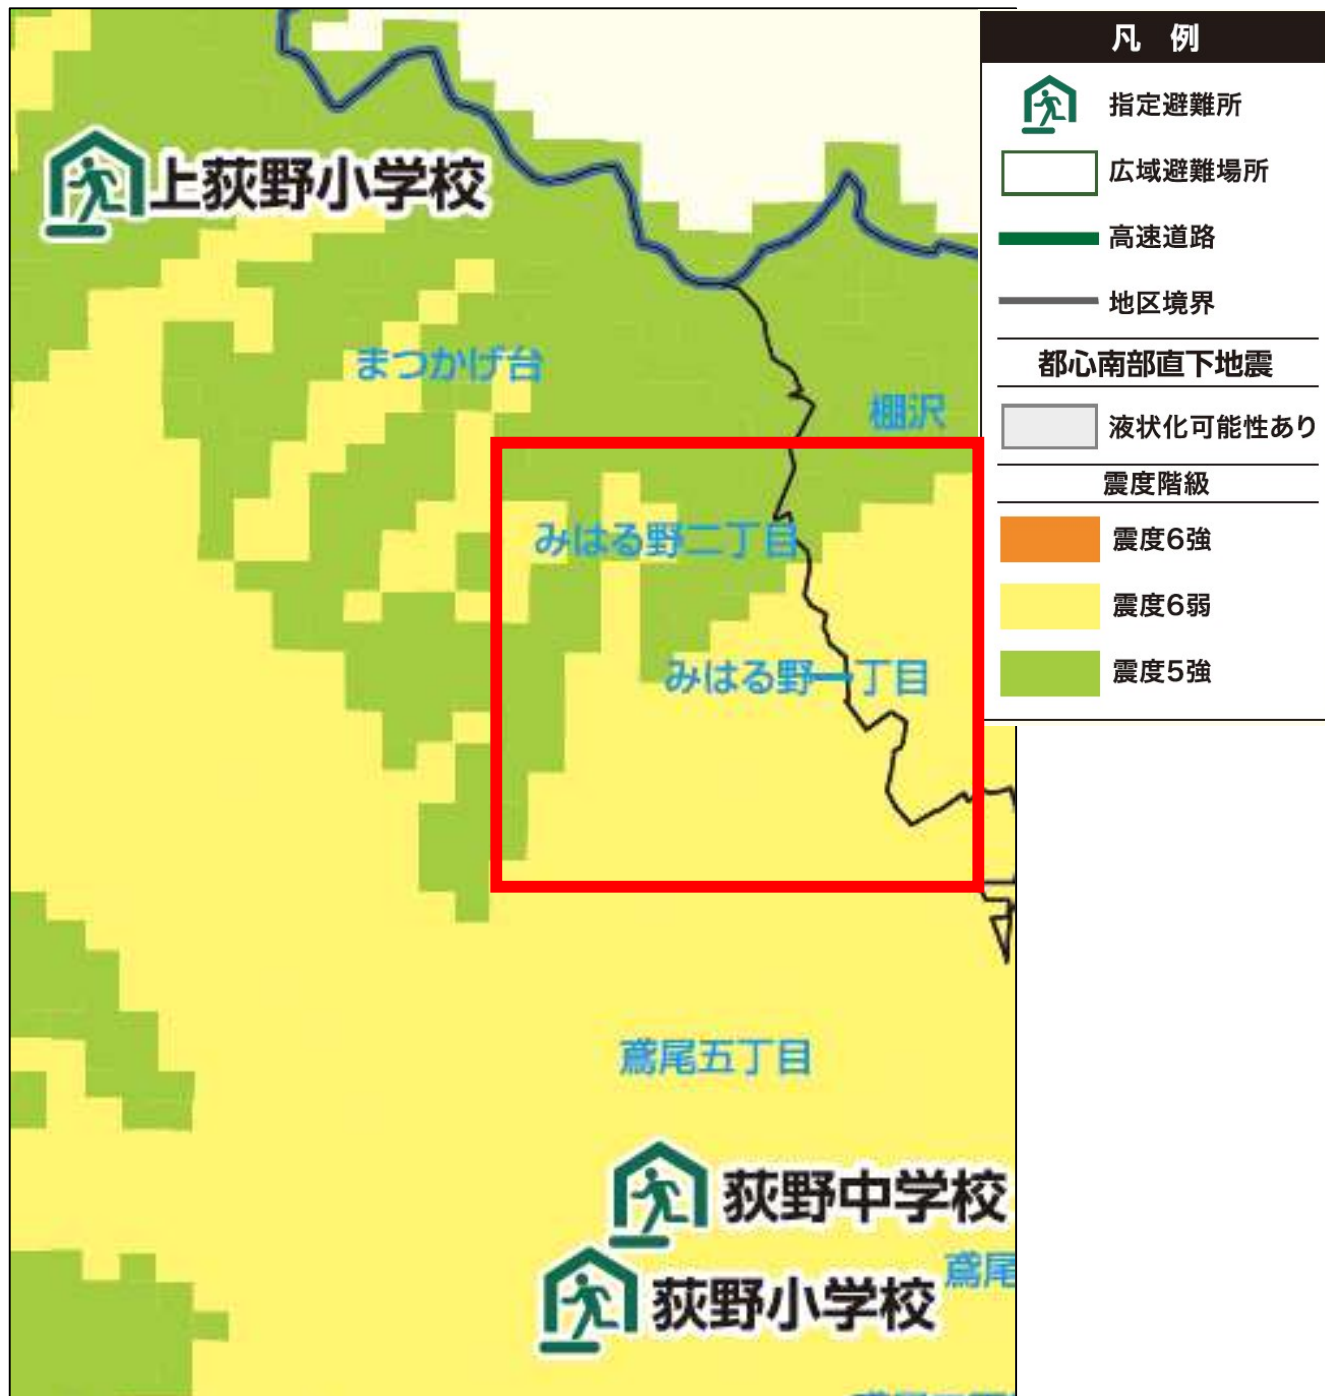 上荻野小学校
まつかげ台
棚沢
みはる野二丁目
みはる野一丁目
鳶尾五丁目
荻野中学校
鳶尾
荻野小学校
凡 例
指定避難所
広域避難場所
高速道路
地区境界
都心南部直下地震
液状化可能性あり
震度階級
震度6強
震度6弱
震度5強